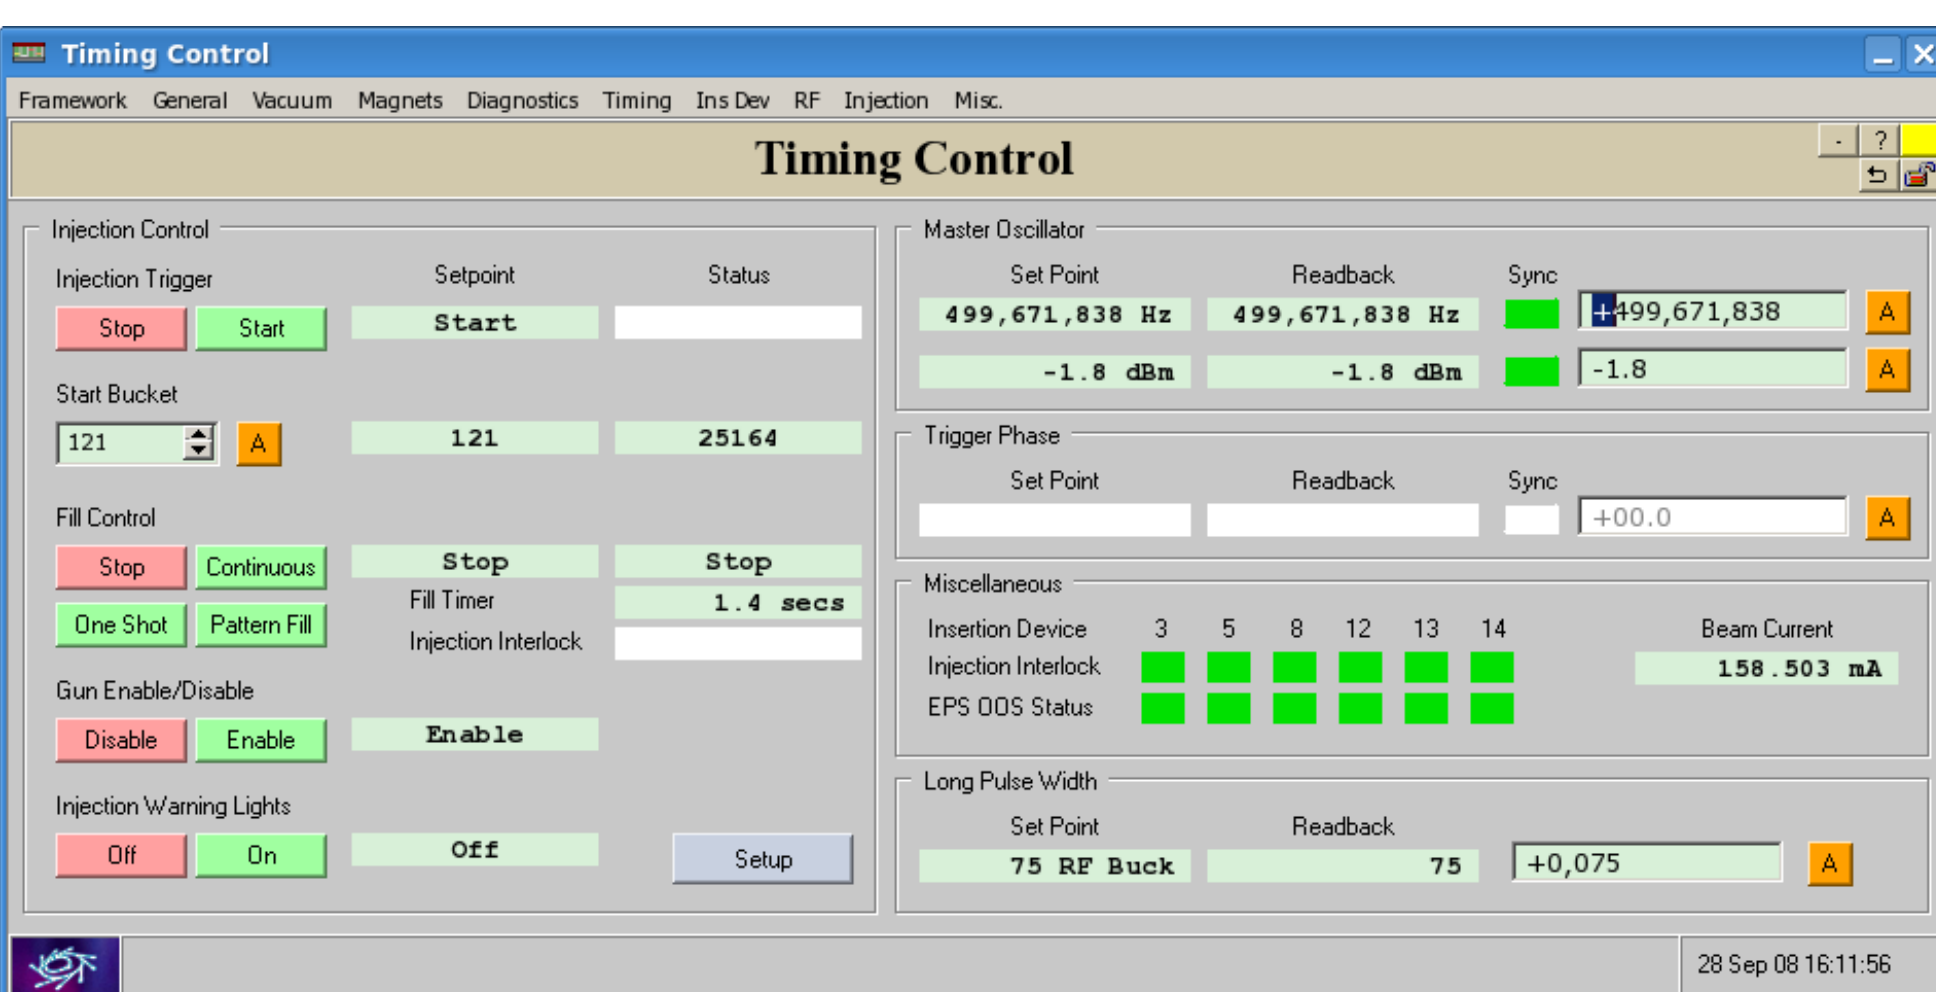 Timing Control
Framework General Vacuum Magnets Diagnostics Timing Ins Dev RF Injection Misc.
Timing Control
- ?
Injection Control
Injection Trigger Setpoint Status
Stop Start Start
Start Bucket
121 A 121 25164
Fill Control
Stop Continuous Stop Stop
One Shot Pattern Fill Fill Timer 1.4 secs
Injection Interlock
Gun Enable/Disable
Disable Enable Enable
Injection Warning Lights
Off On Off Setup
Master Oscillator
Set Point Readback Sync
499,671,838 Hz 499,671,838 Hz +499,671,838 A
-1.8 dBm -1.8 dBm -1.8 A
Trigger Phase
Set Point Readback Sync
+00.0 A
Miscellaneous
Insertion Device 3 5 8 12 13 14 Beam Current
Injection Interlock 158.503 mA
EPS OOS Status
Long Pulse Width
Set Point Readback
75 RF Buck 75 +0,075 A
28 Sep 08 16:11:56